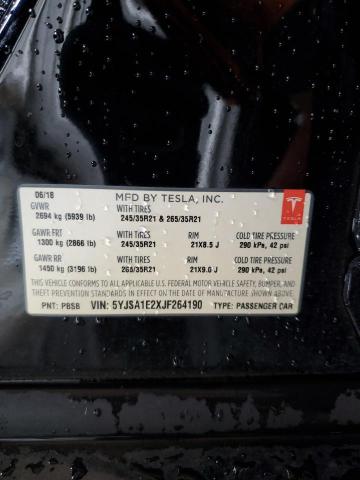 06/18
MFD BY TESLA, INC.
GVWR
WITH TIRES
2694 kg (5939 lb)
245/35R21 & 265/35R21
TESLA
GAWR FRT
WITH TIRES
RIM
COLD TIRE PRESSURE
1300 kg (2866 lb)
245/35R21
21X8.5 J
290 kPa, 42 psi
GAWR RR
WITH TIRES
RIM
COLD TIRE PRESSURE
1450 kg (3196 lb)
265/35R21
21X9.0 J
290 kPa, 42 psi
THIS VEHICLE CONFORMS TO ALL APPLICABLE U.S. FEDERAL MOTOR VEHICLE SAFETY, BUMPER, AND
THEFT PREVENTION STANDARDS IN EFFECT ON THE DATE OF MANUFACTURE SHOWN ABOVE.
PNT: PBSB
VIN: 5YJSA1E2XJF264190
TYPE: PASSENGER CAR